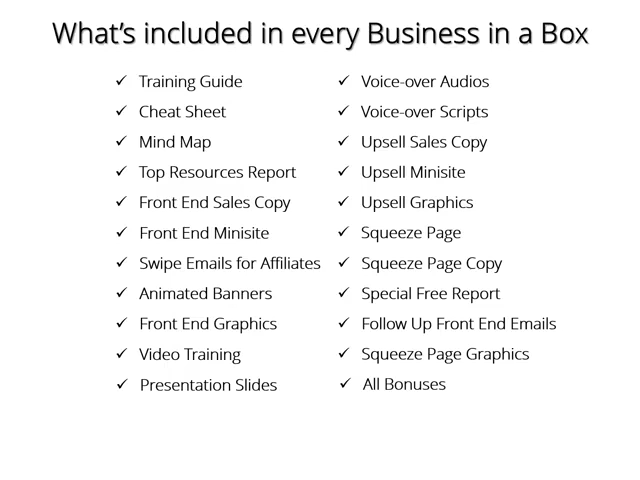 What's included in every Business in a Box
✓ Training Guide
✓ Cheat Sheet
✓ Mind Map
✓ Top Resources Report
✓ Front End Sales Copy
✓ Front End Minisite
✓ Swipe Emails for Affiliates
✓ Animated Banners
✓ Front End Graphics
✓ Video Training
✓ Presentation Slides
✓ Voice-over Audios
✓ Voice-over Scripts
✓ Upsell Sales Copy
✓ Upsell Minisite
✓ Upsell Graphics
✓ Squeeze Page
✓ Squeeze Page Copy
✓ Special Free Report
✓ Follow Up Front End Emails
✓ Squeeze Page Graphics
✓ All Bonuses